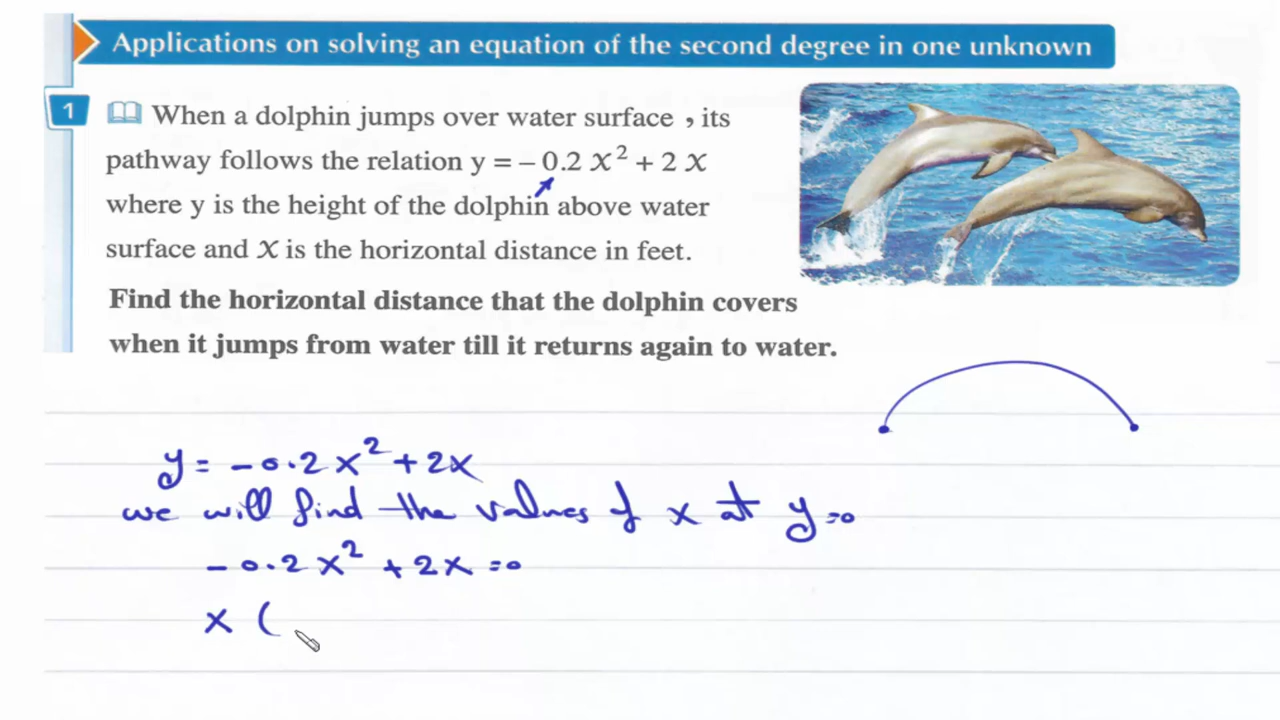 Applications on solving an equation of the second degree in one unknown
1 When a dolphin jumps over water surface , its
pathway follows the relation y = – 0.2 x² + 2 x
where y is the height of the dolphin above water
surface and x is the horizontal distance in feet.
Find the horizontal distance that the dolphin covers
when it jumps from water till it returns again to water.
y = -0.2x² + 2x
we will find the values of x at y=0
-0.2x² + 2x =0
x (